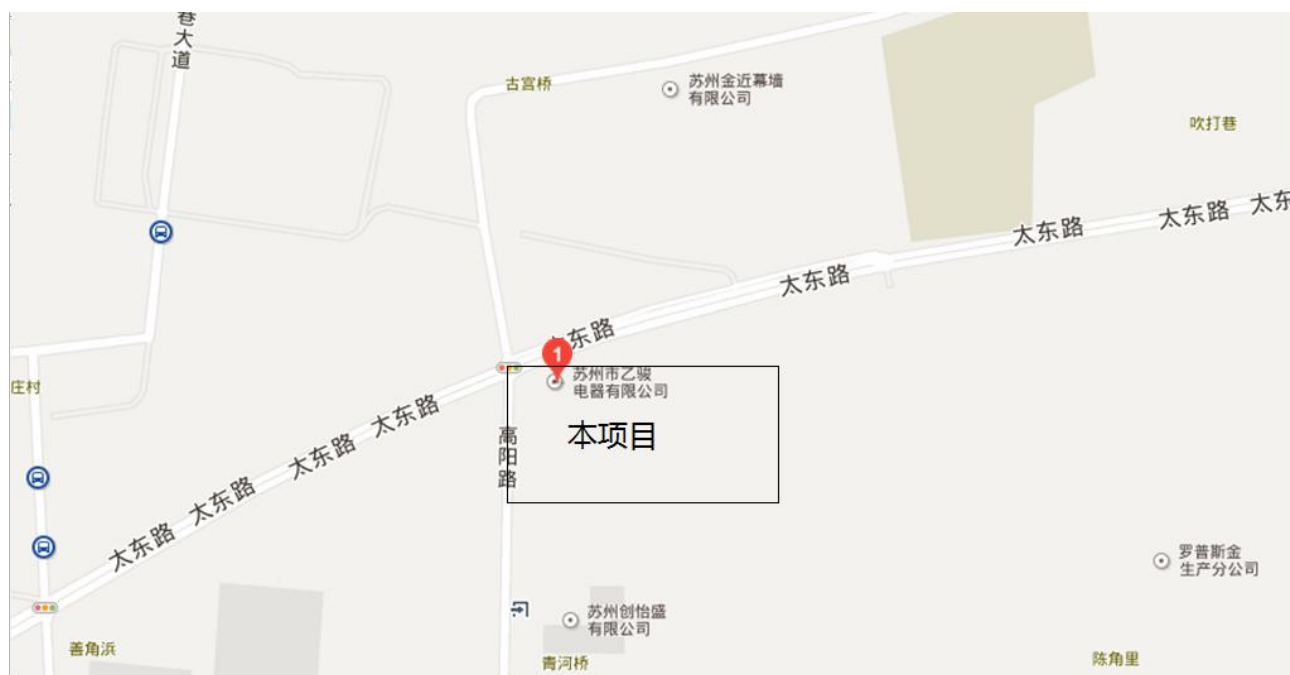 巷大道
古宫桥
苏州金近幕墙
有限公司
吹打巷
太东路
太东路
太东
太东路
东路
1
苏州市乙骏
电器有限公司
庄村
太东路
本项目
高阳路
太东路
太东路
太东路
罗普斯金
生产分公司
苏州创怡盛
有限公司
善角浜
青河桥
陈角里